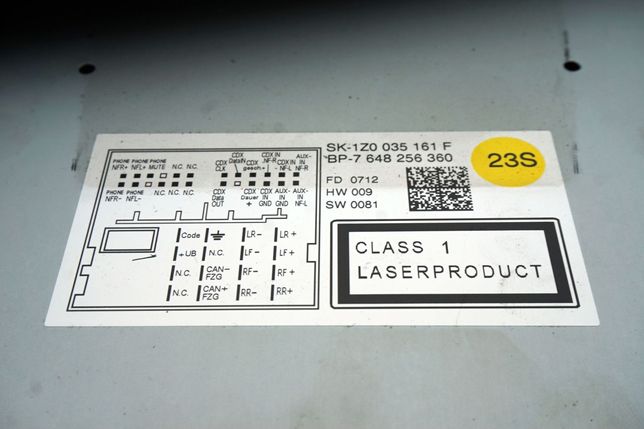 SK-1Z0 035 161 F
BP-7 648 256 360
23S
FD 0712
HW 009
SW 0081
CLASS 1
LASERPRODUCT
PHONE PHONE PHONE
NFR+ NFL+ MUTE N.C. N.C.
PHONE PHONE N.C. N.C. N.C.
NFR- NFL-
CDX CLK
CDX Data IN
CDX gesch.+
CDX IN NF-R
CDX IN - NF-L
AUX- IN NF-R
CDX Data OUT
CDX Dauer +
CDX IN GND
AUX IN GND
AUX- IN NF-L
Code LR- LR+
+UB N.C. LF- LF+
N.C. CAN- FZG RF- RF+
N.C. CAN+ FZG RR- RR+